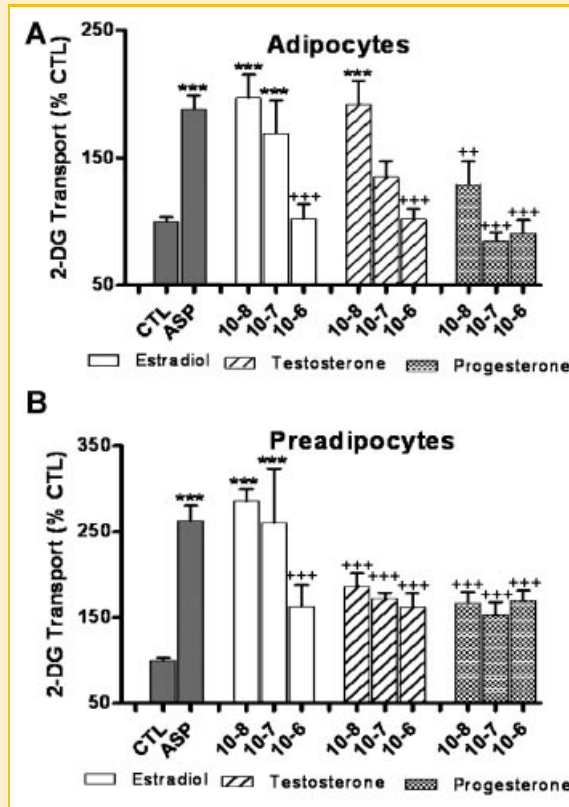 A
Adipocytes
2-DG Transport (% CTL)
250
150
50
*** *** *** +++ *** +++ ++ +++ +++
CTL ASP 10-8 10-7 10-6 10-8 10-7 10-6 10-8 10-7 10-6
Estradiol Testosterone Progesterone
B
Preadipocytes
2-DG Transport (% CTL)
350
250
150
50
*** *** *** +++ +++ +++ +++ +++ +++ +++
CTL ASP 10-8 10-7 10-6 10-8 10-7 10-6 10-8 10-7 10-6
Estradiol Testosterone Progesterone